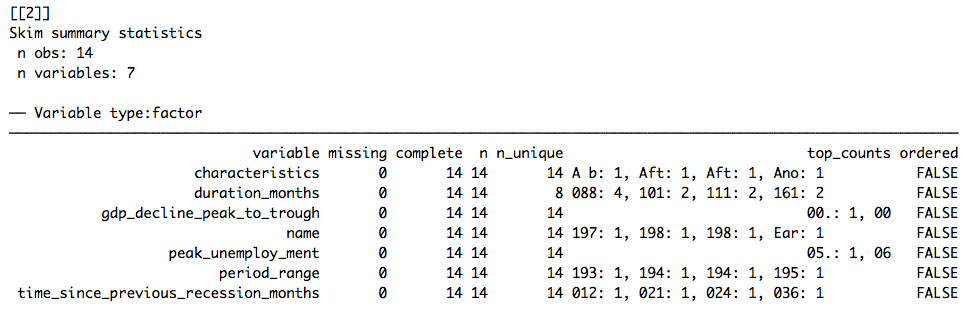 [[2]]
Skim summary statistics
n obs: 14
n variables: 7
── Variable type:factor
variable missing complete n n_unique top_counts ordered
characteristics 0 14 14 14 A b: 1, Aft: 1, Aft: 1, Ano: 1 FALSE
duration_months 0 14 14 8 088: 4, 101: 2, 111: 2, 161: 2 FALSE
gdp_decline_peak_to_trough 0 14 14 14 00.: 1, 00 FALSE
name 0 14 14 14 197: 1, 198: 1, 198: 1, Ear: 1 FALSE
peak_unemploy_ment 0 14 14 14 05.: 1, 06 FALSE
period_range 0 14 14 14 193: 1, 194: 1, 194: 1, 195: 1 FALSE
time_since_previous_recession_months 0 14 14 14 012: 1, 021: 1, 024: 1, 036: 1 FALSE